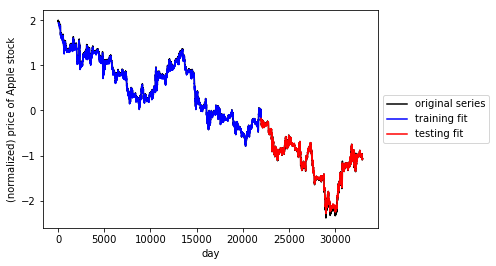 2
1
0
−1
−2
(normalized) price of Apple stock
0 5000 10000 15000 20000 25000 30000
day
original series
training fit
testing fit